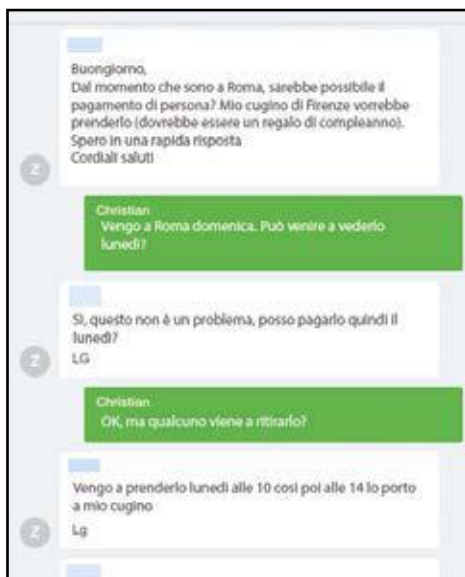 Buongiorno,
Dal momento che sono a Roma, sarebbe possibile il
pagamento di persona? Mio cugino di Firenze vorrebbe
prenderlo (dovrebbe essere un regalo di compleanno).
Spero in una rapida risposta
Cordiali saluti
Z
Christian
Vengo a Roma domenica. Può venire a vederlo
lunedì?
Sì, questo non è un problema, posso pagarlo quindi il
lunedì?
LG
Z
Christian
OK, ma qualcuno viene a ritirarlo?
Vengo a prenderlo lunedì alle 10 così poi alle 14 lo porto
a mio cugino
Lg
Z